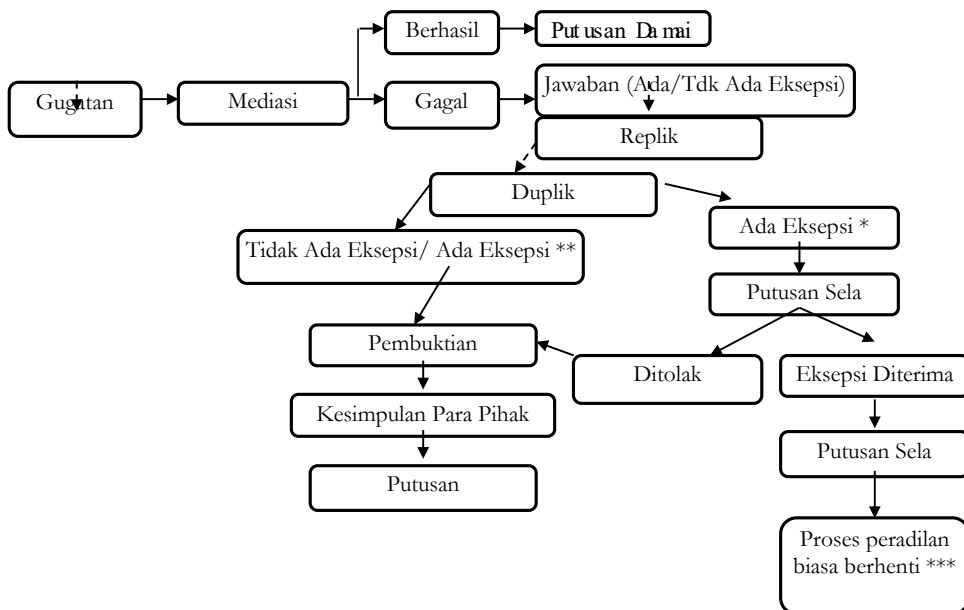 Berhasil
Putusan Damai
Gugatan
Mediasi
Gagal
Jawaban (Ada/Tdk Ada Eksepsi)
Replik
Duplik
Ada Eksepsi *
Tidak Ada Eksepsi/ Ada Eksepsi **
Putusan Sela
Pembuktian
Ditolak
Eksepsi Diterima
Kesimpulan Para Pihak
Putusan Sela
Putusan
Proses peradilan
biasa berhenti ***